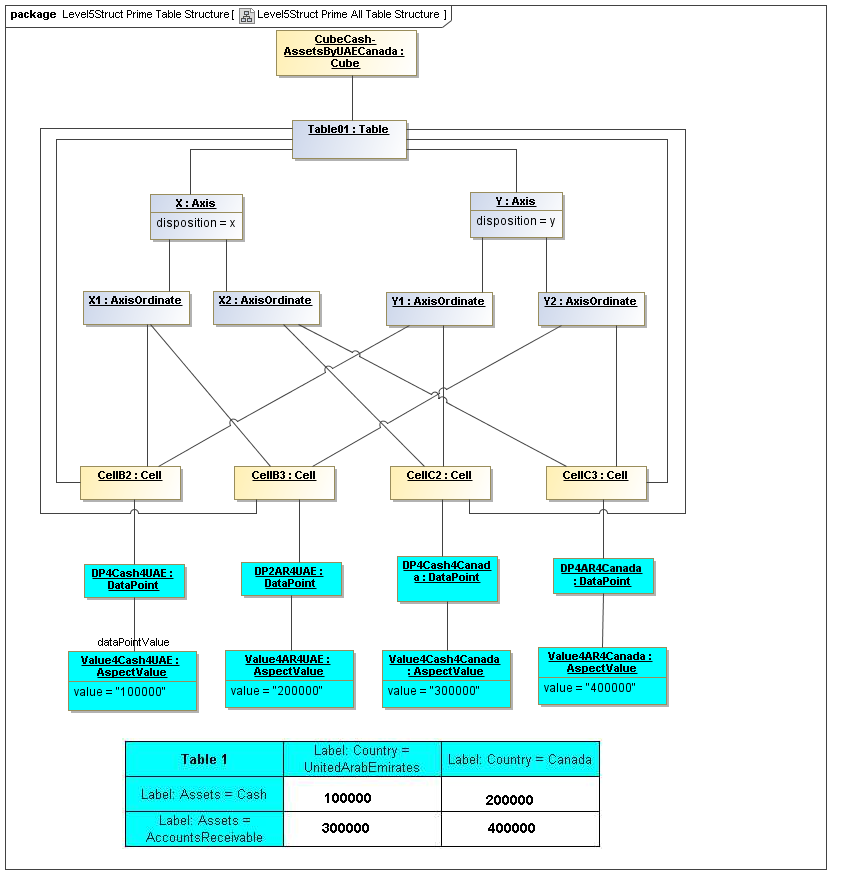 package Level5Struct Prime Table Structure [ Level5Struct Prime All Table Structure ]
CubeCash-
AssetsByUAECanada :
Cube
Table01 : Table
X : Axis
disposition = x
Y : Axis
disposition = y
X1 : AxisOrdinate
X2 : AxisOrdinate
Y1 : AxisOrdinate
Y2 : AxisOrdinate
CellB2 : Cell
CellB3 : Cell
CellC2 : Cell
CellC3 : Cell
DP4Cash4UAE :
DataPoint
DP2AR4UAE :
DataPoint
DP4Cash4Canad
a : DataPoint
DP4AR4Canada
: DataPoint
dataPointValue
Value4Cash4UAE :
AspectValue
value = "100000"
Value4AR4UAE :
AspectValue
value = "200000"
Value4Cash4Canada
: AspectValue
value = "300000"
Value4AR4Canada :
AspectValue
value = "400000"
Table 1
Label: Country =
UnitedArabEmirates
Label: Country = Canada
Label: Assets = Cash
100000
200000
Label: Assets =
AccountsReceivable
300000
400000